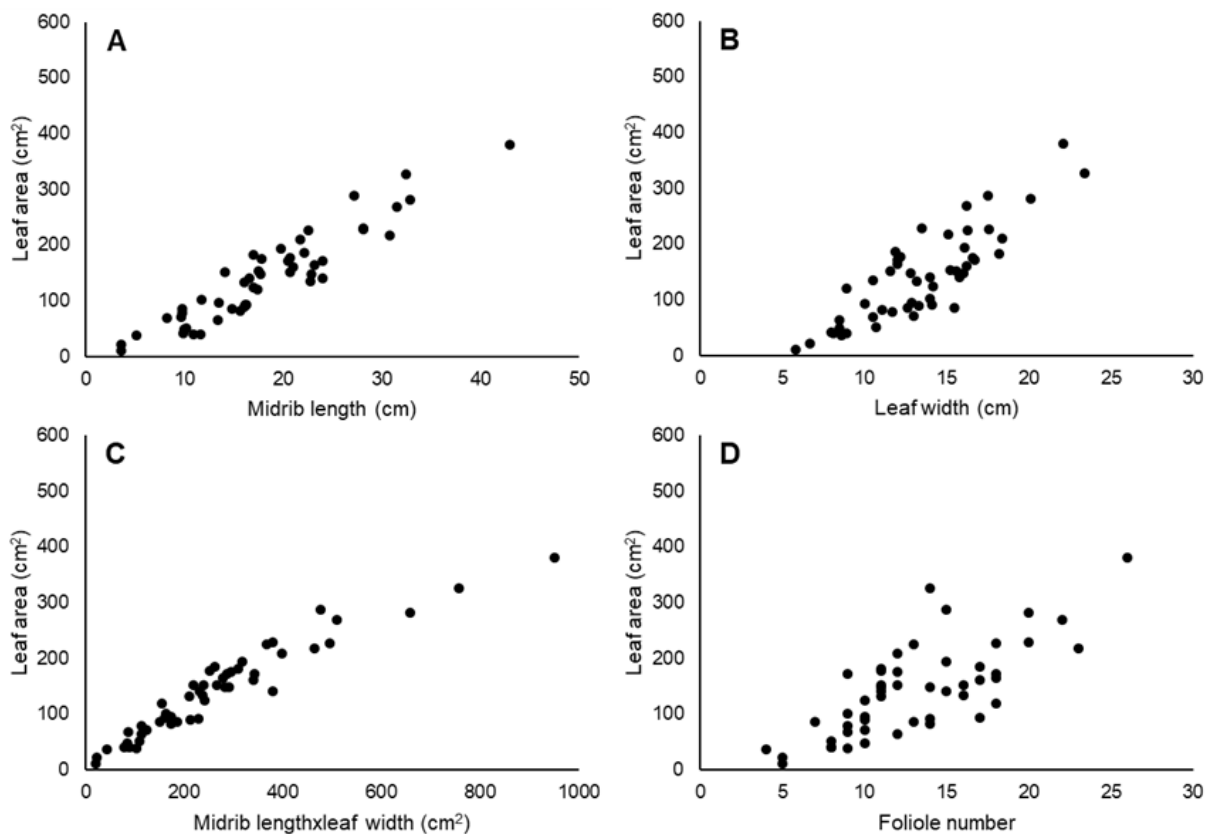 A
Leaf area (cm²)
600
500
400
300
200
100
0
0 10 20 30 40 50
Midrib length (cm)
B
Leaf area (cm²)
600
500
400
300
200
100
0
0 5 10 15 20 25 30
Leaf width (cm)
C
Leaf area (cm²)
600
500
400
300
200
100
0
0 200 400 600 800 1000
Midrib lengthxleaf width (cm²)
D
Leaf area (cm²)
600
500
400
300
200
100
0
0 5 10 15 20 25 30
Foliole number